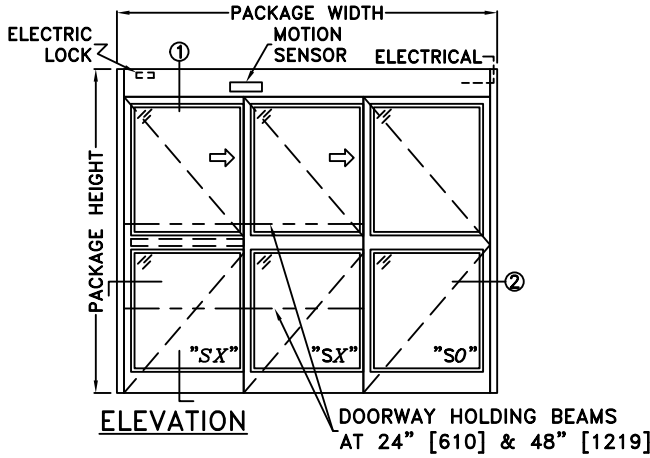 PACKAGE WIDTH
ELECTRIC
LOCK
1
MOTION
SENSOR
ELECTRICAL
PACKAGE HEIGHT
2
"SX"
"SX"
"SO"
ELEVATION
DOORWAY HOLDING BEAMS
AT 24" [610] & 48" [1219]